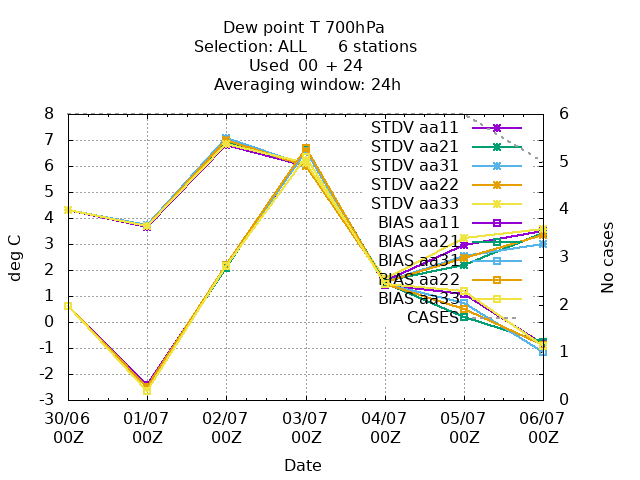 Dew point T 700hPa
Selection: ALL 6 stations
Used 00 + 24
Averaging window: 24h
8
7
6
5
4
3
2
1
0
-1
-2
-3
deg C
6
5
4
3
2
1
0
No cases
STDV aa11
STDV aa21
STDV aa31
STDV aa22
STDV aa33
BIAS aa11
BIAS aa21
BIAS aa31
BIAS aa22
BIAS aa33
CASES
30/06 01/07 02/07 03/07 04/07 05/07 06/07
00Z 00Z 00Z 00Z 00Z 00Z 00Z
Date